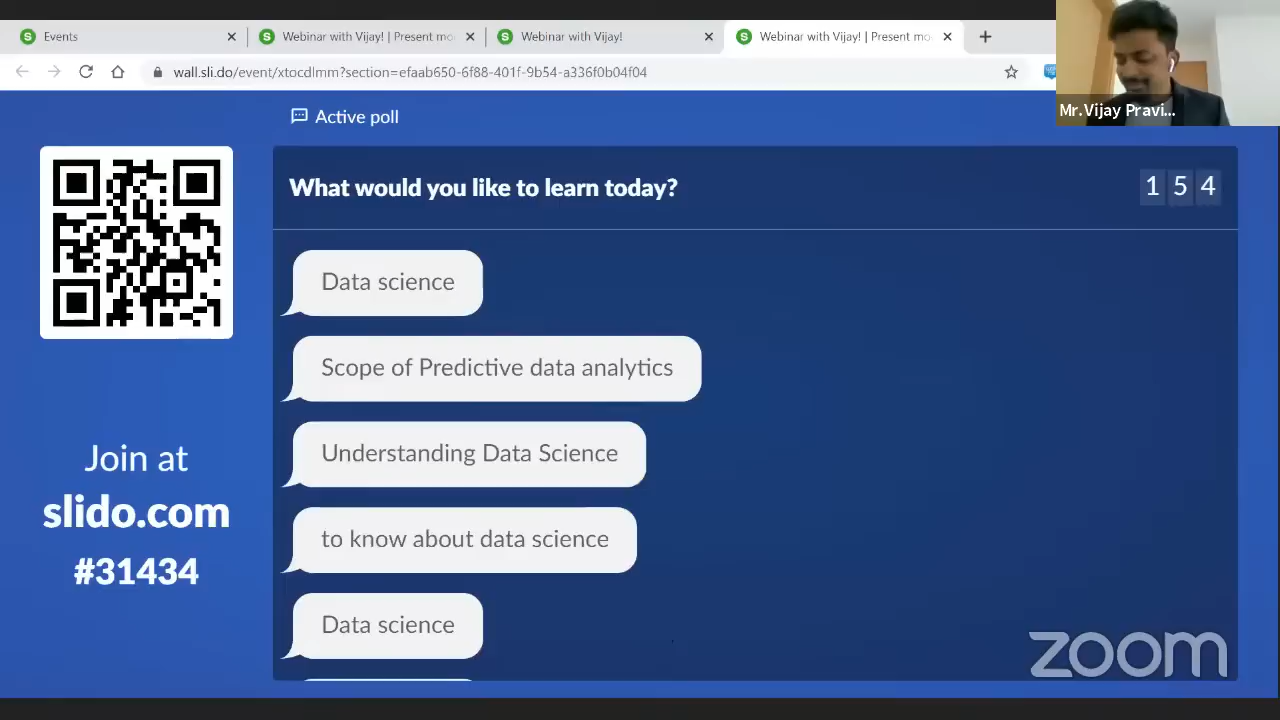 Events
Webinar with Vijay! | Present mo
Webinar with Vijay!
Webinar with Vijay! | Present mo
wall.sli.do/event/xtocdlmm?section=efaab650-6f88-401f-9b54-a336f0b04f04
Mr.Vijay Pravi...
Active poll
What would you like to learn today?
1 5 4
Data science
Scope of Predictive data analytics
Understanding Data Science
to know about data science
Data science
Join at
slido.com
#31434
zoom